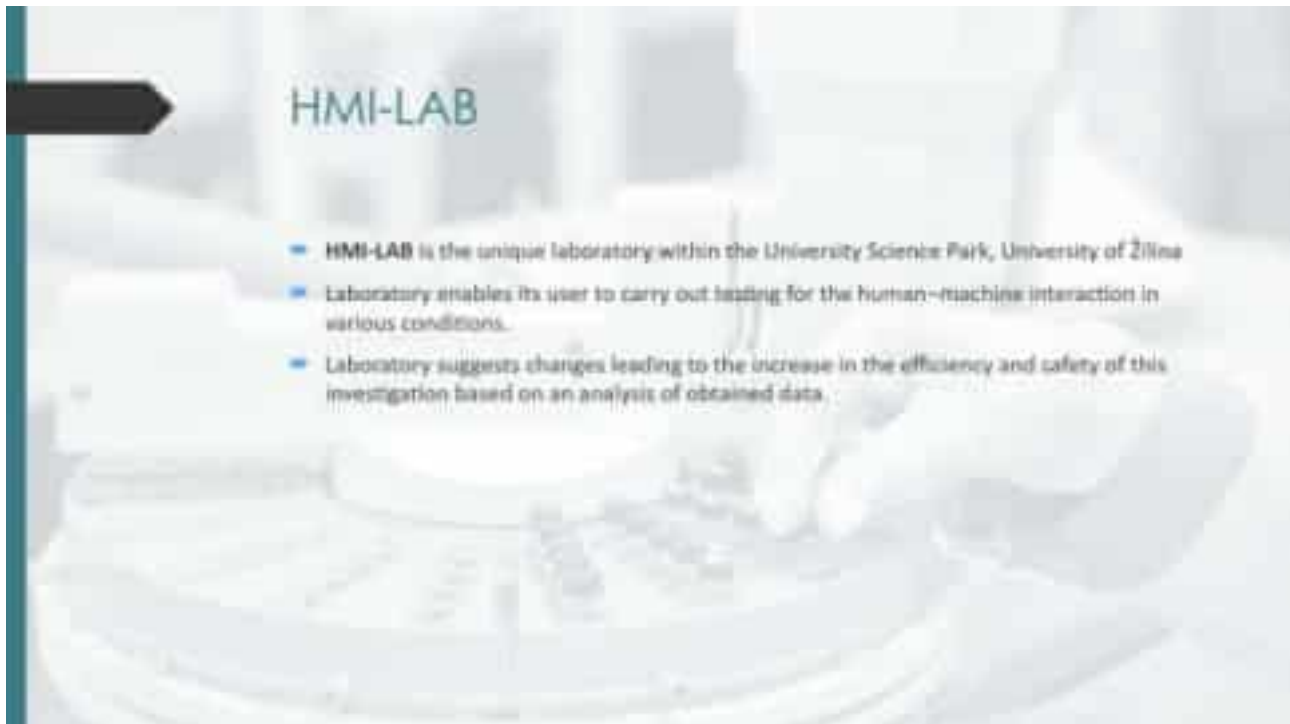 HMI-LAB
HMI-LAB is the unique laboratory within the University Science Park, University of Žilina
Laboratory enables its user to carry out testing for the human–machine interaction in
various conditions.
Laboratory suggests changes leading to the increase in the efficiency and safety of this
investigation based on an analysis of obtained data.